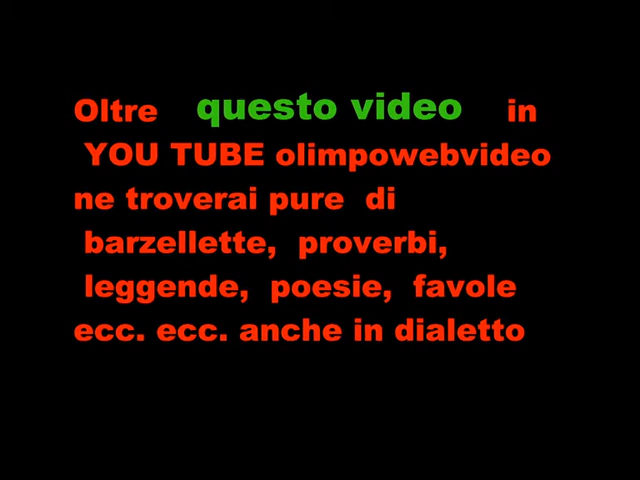 Oltre questo video in
YOU TUBE olimpowebvideo
ne troverai pure di
barzellette, proverbi,
leggende, poesie, favole
ecc. ecc. anche in dialetto